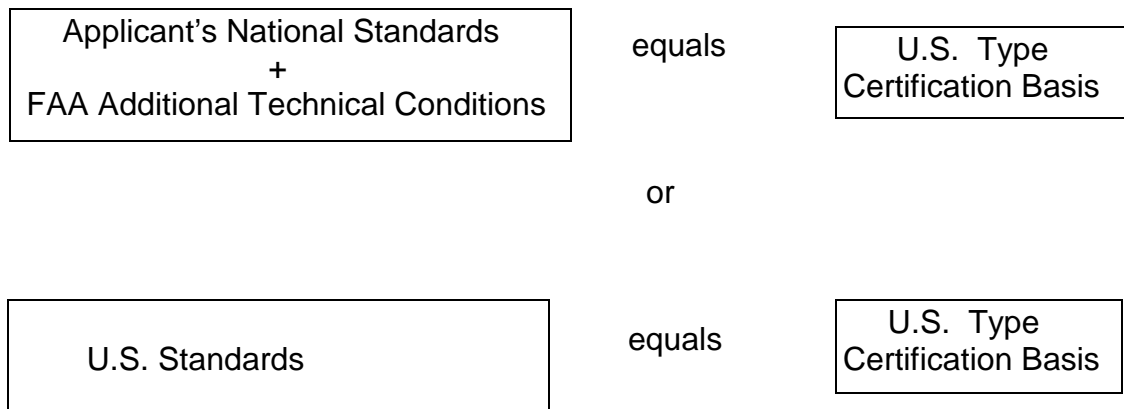 Applicant's National Standards
+
FAA Additional Technical Conditions
equals
U.S. Type
Certification Basis
or
U.S. Standards
equals
U.S. Type
Certification Basis